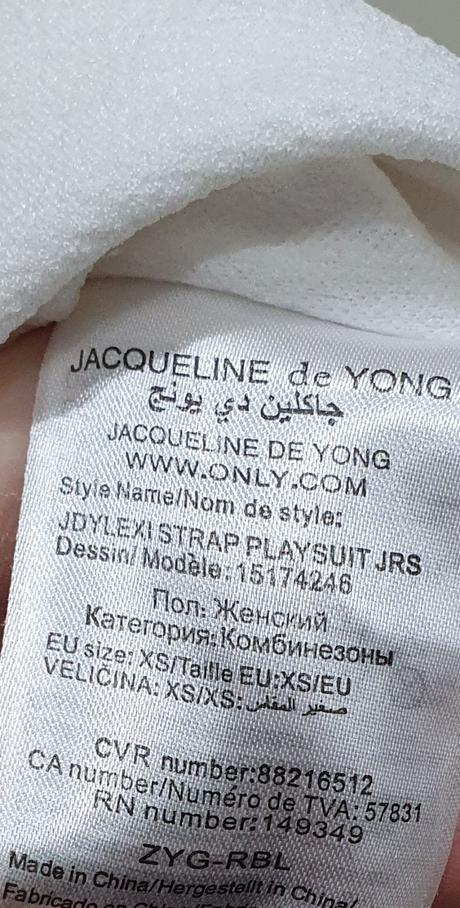 JACQUELINE de YONG
جاكلين دي يونج
JACQUELINE DE YONG
WWW.ONLY.COM
Style Name/Nom de style:
JDYLEXI STRAP PLAYSUIT JRS
Dessin/ Modèle:15174246
Пол: Женский
Категория:Комбинезоны
EU size: XS/Taille EU:XS/EU
VELIČINA: XS/XS: صغير المقاس
CVR number:88216512
CA number/Numéro de TVA: 57831
RN number:149349
ZYG-RBL
Made in China/Hergestellt in China/
Fabricado en China/